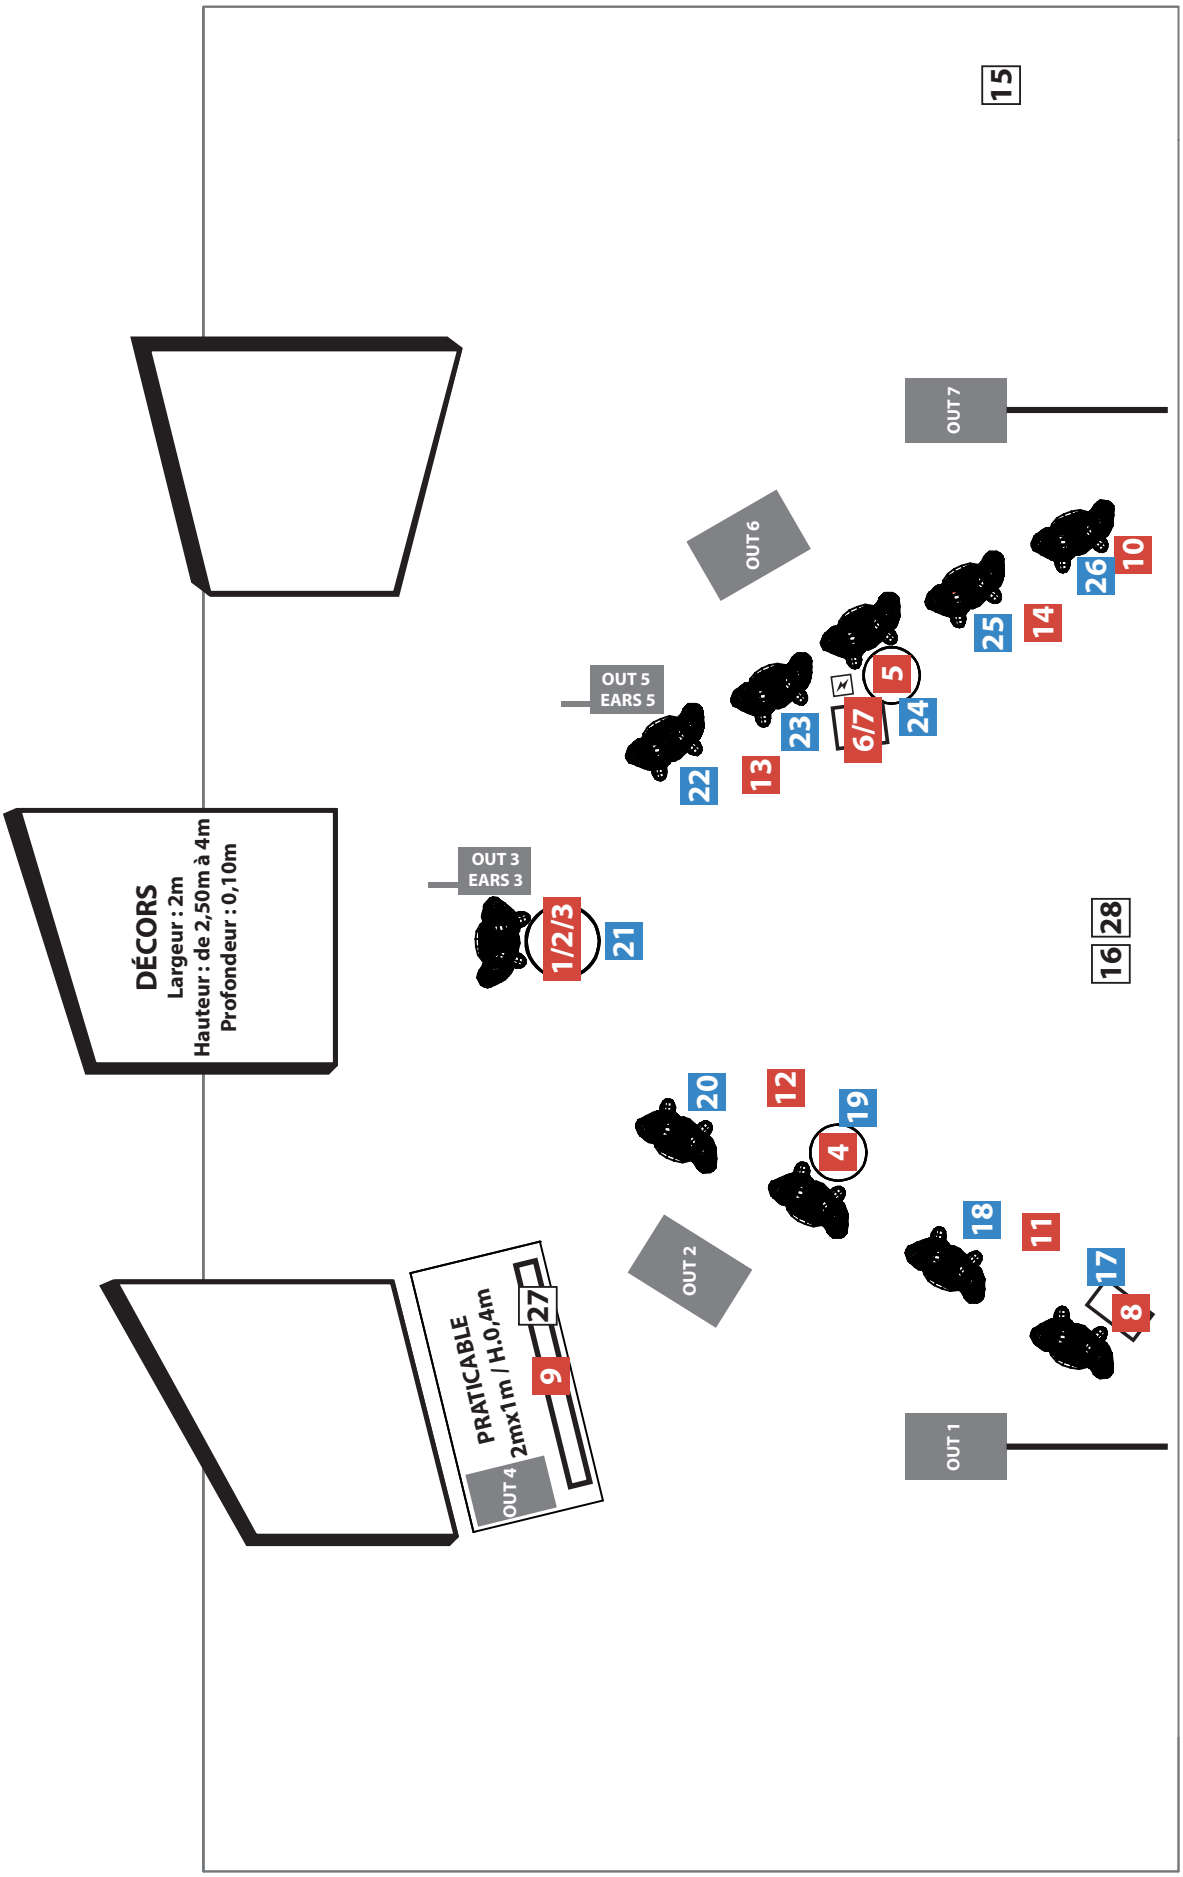 15
OUT 7
OUT 6
10
26
14
25
5
24
6/7
23
13
22
OUT 5
EARS 5
DÉCORS
Largeur : 2m
Hauteur : de 2,50m à 4m
Profondeur : 0,10m
OUT 3
EARS 3
1/2/3
21
28
16
20
12
19
4
18
11
17
8
OUT 2
27
PRATICABLE
2mx1m / H.0,4m
9
OUT 4
OUT 1